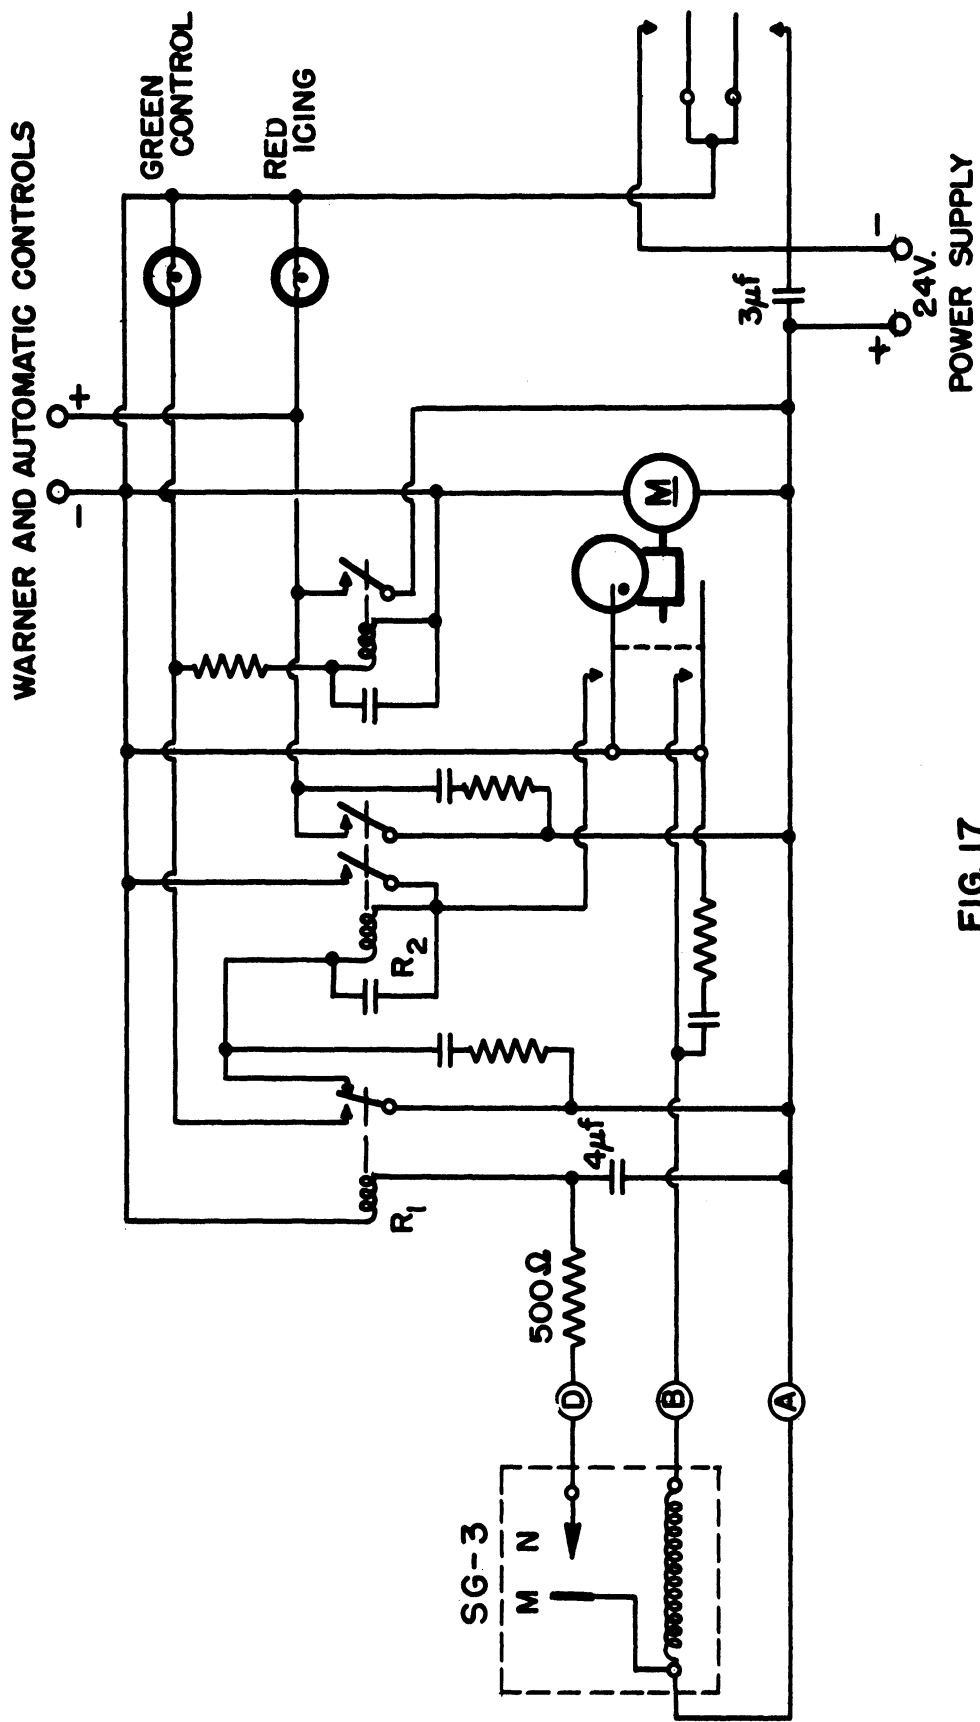 WARNER AND AUTOMATIC CONTROLS
−
+
GREEN
CONTROL
RED
ICING
R1
R2
SG-3
M N
D
500Ω
4µf
B
A
M
3µf
+
−
24V.
POWER SUPPLY
FIG. 17